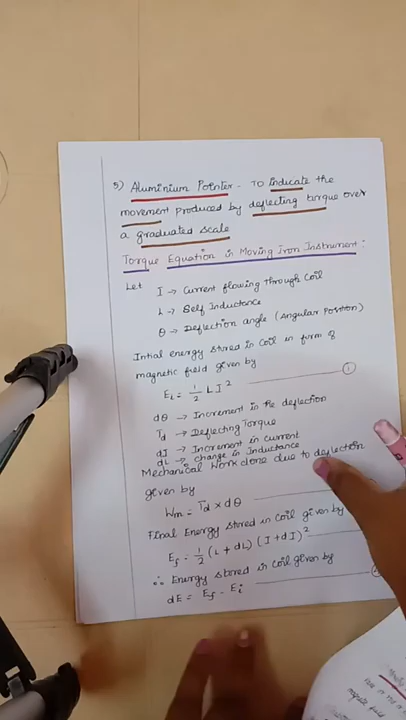 5) Aluminium Pointer - To indicate the
movement produced by deflecting torque over
a graduated scale
Torque Equation in Moving Iron Instrument:
Let I → Current flowing through Coil
L → Self Inductance
θ → Deflection angle (Angular Position)
Intial energy stored in coil in form of
magnetic field given by
Ei = 1/2 L I² ①
dθ → Increment in the deflection
Td → Deflecting Torque
dI → Increment in current
dL → change in Inductance
Mechanical Work done due to deflection
given by
Wm = Td × dθ
Final Energy stored in coil given by
Ef = 1/2 (L + dL) (I + dI)²
∴ Energy stored in coil given by
dE = Ef - Ei
magnetic field